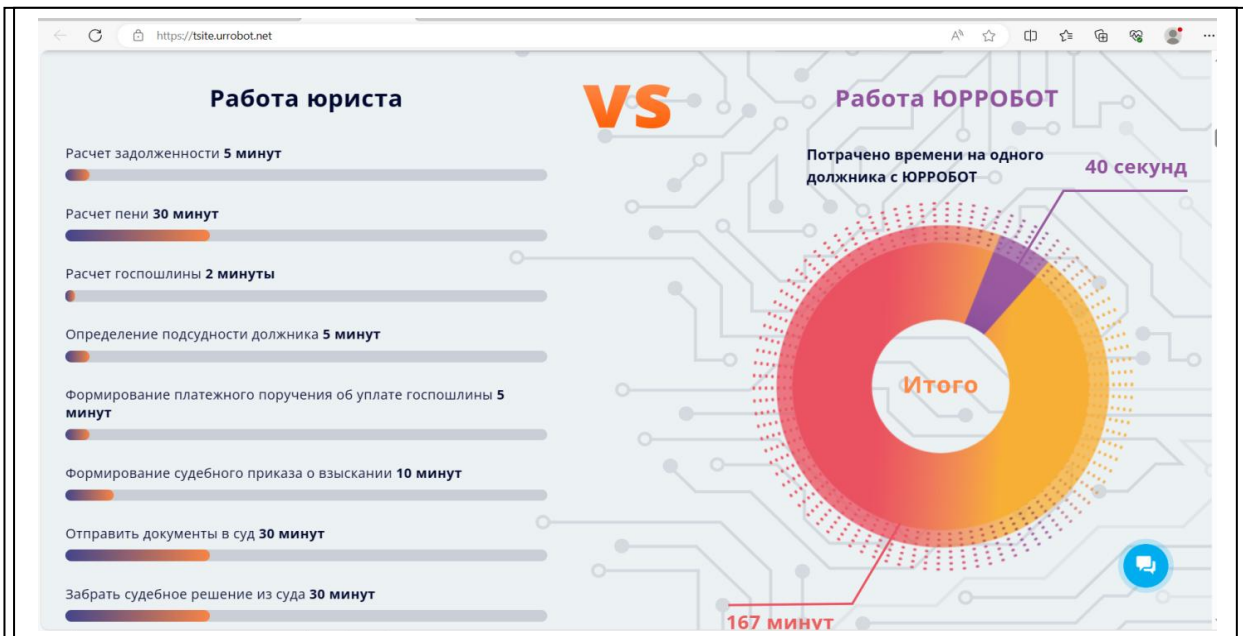 https://tsite.urrobot.net
Работа юриста
VS
Работа ЮРРОБОТ
Расчет задолженности 5 минут
Расчет пени 30 минут
Расчет госпошлины 2 минуты
Определение подсудности должника 5 минут
Формирование платежного поручения об уплате госпошлины 5
минут
Формирование судебного приказа о взыскании 10 минут
Отправить документы в суд 30 минут
Забрать судебное решение из суда 30 минут
Потрачено времени на одного
должника с ЮРРОБОТ
40 секунд
Итого
167 минут